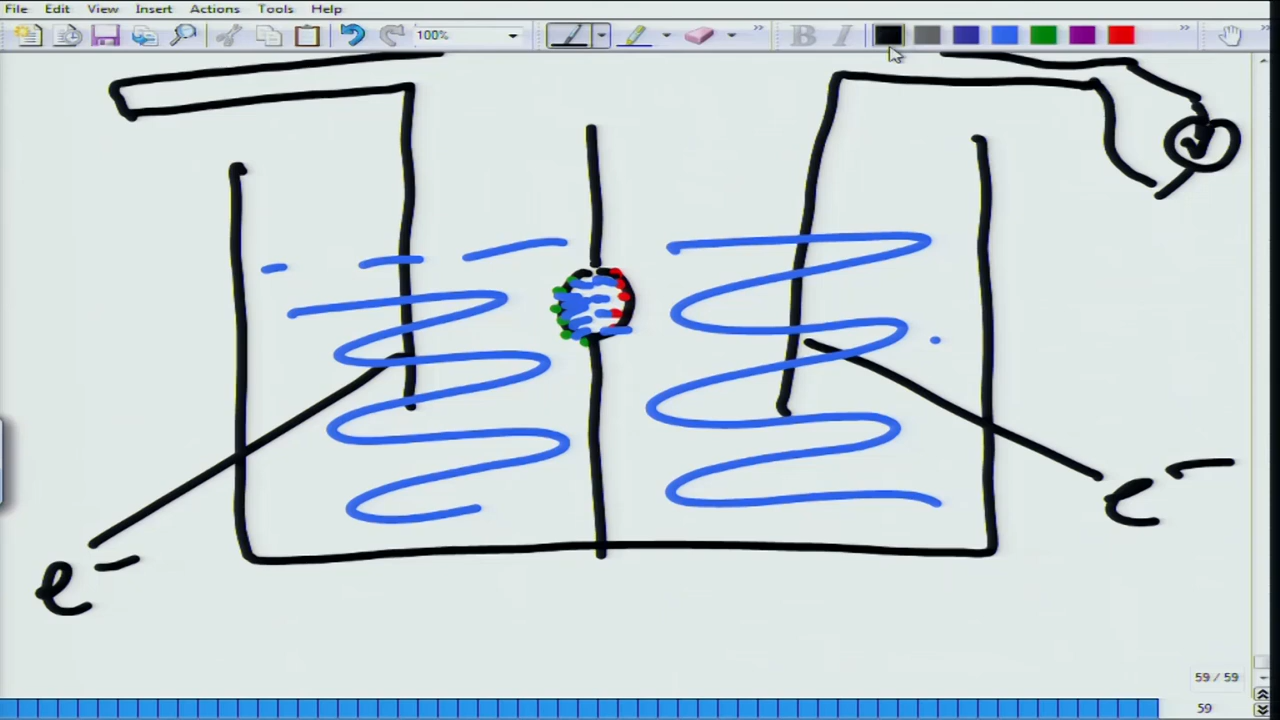 File Edit View Insert Actions Tools Help
100% B I
V
e⁻
e⁻
59 / 59
59